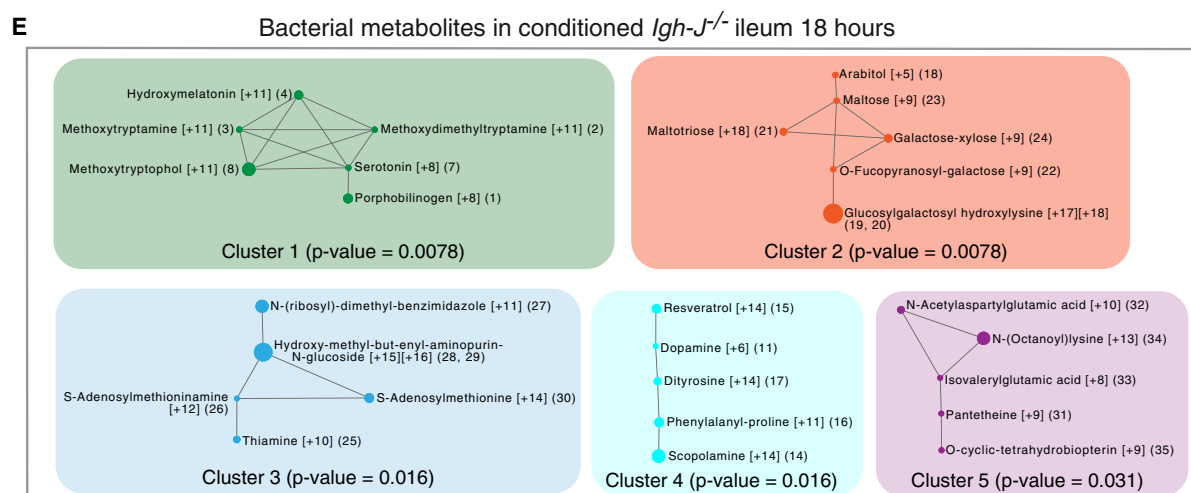 E
Bacterial metabolites in conditioned Igh-J-/- ileum 18 hours
Hydroxymelatonin [+11] (4)
Methoxytryptamine [+11] (3)
Methoxydimethyltryptamine [+11] (2)
Methoxytryptophol [+11] (8)
Serotonin [+8] (7)
Porphobilinogen [+8] (1)
Cluster 1 (p-value = 0.0078)
Arabitol [+5] (18)
Maltose [+9] (23)
Maltotriose [+18] (21)
Galactose-xylose [+9] (24)
O-Fucopyranosyl-galactose [+9] (22)
Glucosylgalactosyl hydroxylysine [+17][+18]
(19, 20)
Cluster 2 (p-value = 0.0078)
N-(ribosyl)-dimethyl-benzimidazole [+11] (27)
Hydroxy-methyl-but-enyl-aminopurin-
N-glucoside [+15][+16] (28, 29)
S-Adenosylmethioninamine
[+12] (26)
S-Adenosylmethionine [+14] (30)
Thiamine [+10] (25)
Cluster 3 (p-value = 0.016)
Resveratrol [+14] (15)
Dopamine [+6] (11)
Dityrosine [+14] (17)
Phenylalanyl-proline [+11] (16)
Scopolamine [+14] (14)
Cluster 4 (p-value = 0.016)
N-Acetylaspartylglutamic acid [+10] (32)
N-(Octanoyl)lysine [+13] (34)
Isovalerylglutamic acid [+8] (33)
Pantetheine [+9] (31)
O-cyclic-tetrahydrobiopterin [+9] (35)
Cluster 5 (p-value = 0.031)